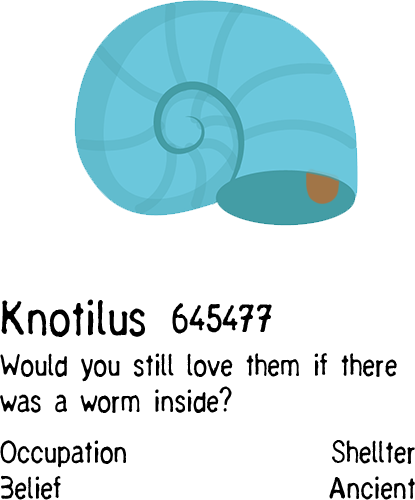 Knotilus 645477
Would you still love them if there
was a worm inside?
Occupation Shellter
Belief Ancient